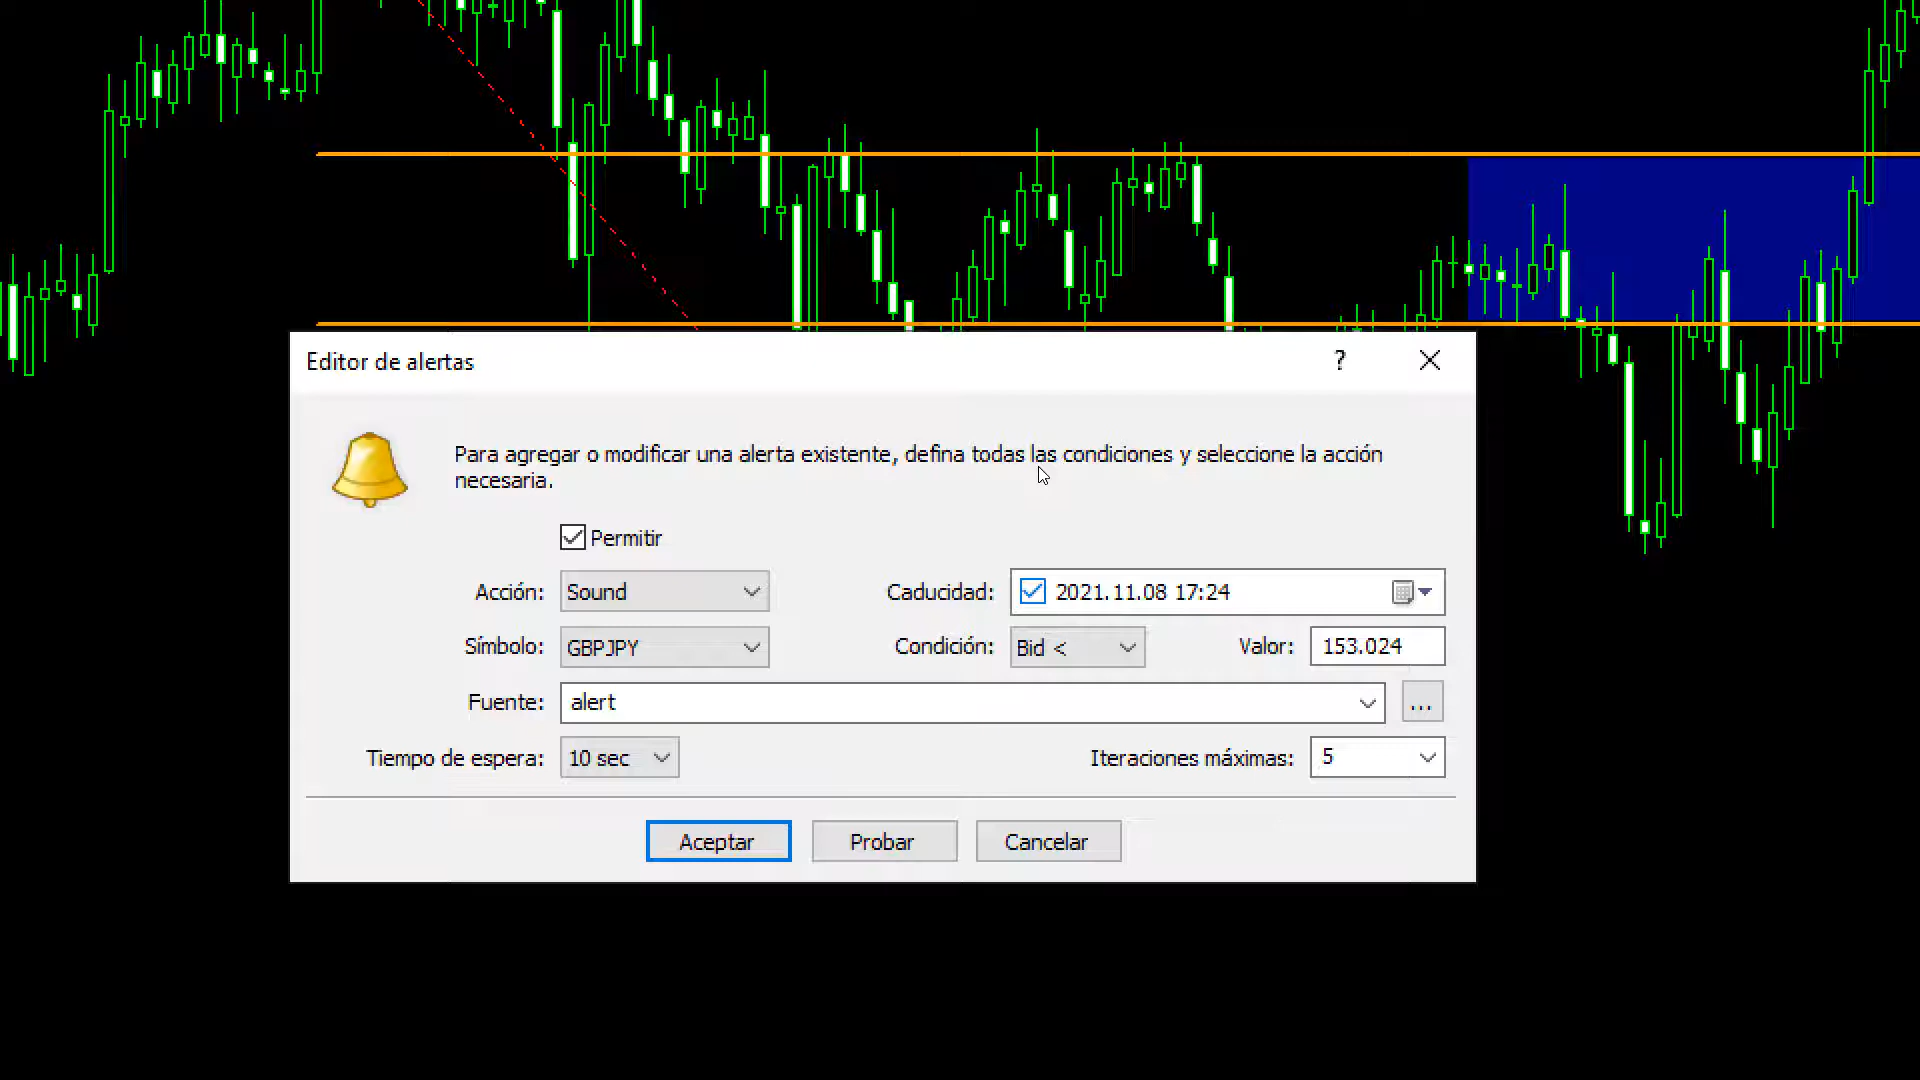 Editor de alertas
?
Para agregar o modificar una alerta existente, defina todas las condiciones y seleccione la acción
necesaria.
Permitir
Acción: Sound Caducidad: 2021.11.08 17:24
Símbolo: GBPJPY Condición: Bid < Valor: 153.024
Fuente: alert ...
Tiempo de espera: 10 sec Iteraciones máximas: 5
Aceptar Probar Cancelar